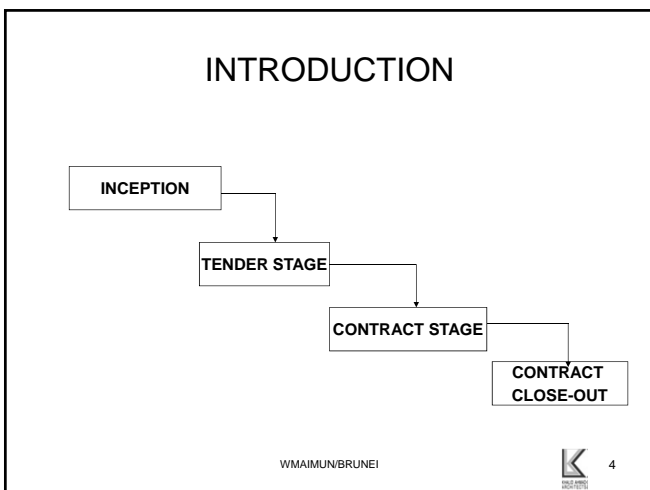 INTRODUCTION
INCEPTION
TENDER STAGE
CONTRACT STAGE
CONTRACT
CLOSE-OUT
WMAIMUN/BRUNEI
4